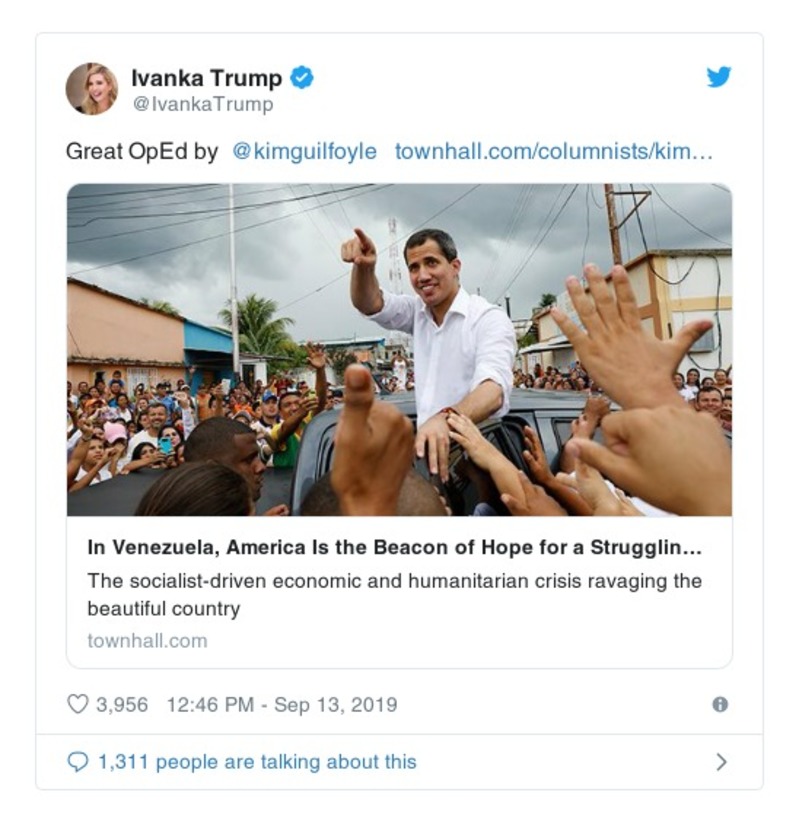 Ivanka Trump
@IvankaTrump
Great OpEd by @kimguilfoyle townhall.com/columnists/kim…
In Venezuela, America Is the Beacon of Hope for a Strugglin…
The socialist-driven economic and humanitarian crisis ravaging the
beautiful country
townhall.com
3,956 12:46 PM - Sep 13, 2019
1,311 people are talking about this